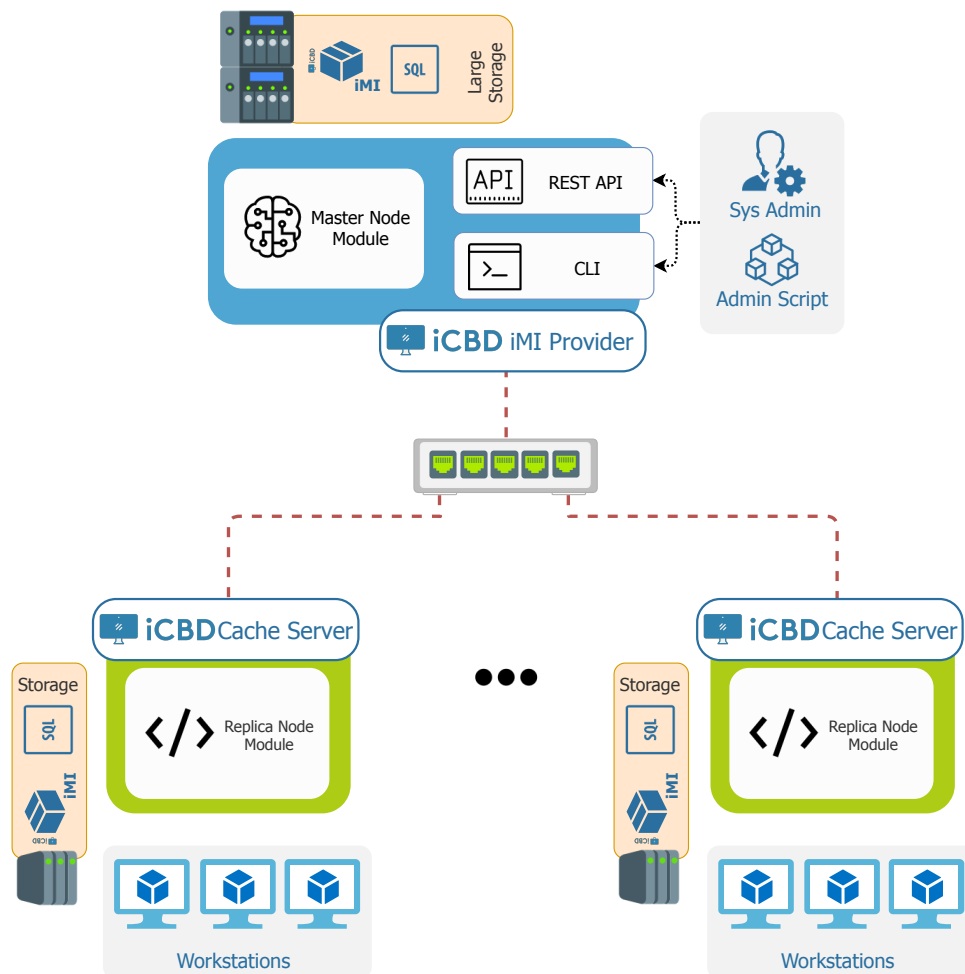 iCBD
iMI
SQL
Large
Storage
Master Node
Module
API
REST API
>_
CLI
Sys Admin
Admin Script
iCBD iMI Provider
iCBD Cache Server
Storage
SQL
iMI
iCBD
</> Replica Node
Module
Workstations
iCBD Cache Server
Storage
SQL
iMI
iCBD
</> Replica Node
Module
Workstations